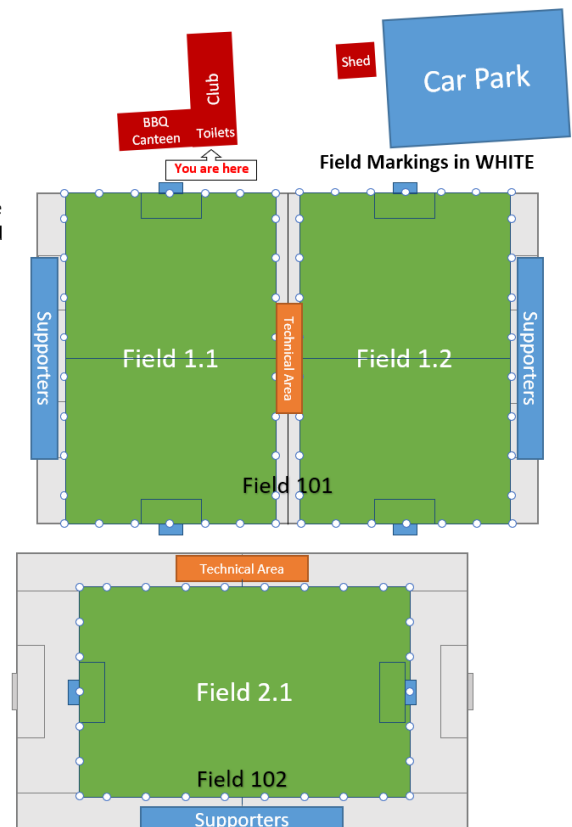 Club
Shed
Car Park
BBQ
Canteen
Toilets
You are here
Field Markings in WHITE
Supporters
Field 1.1
Technical Area
Field 1.2
Supporters
Field 101
Technical Area
Field 2.1
Field 102
Supporters